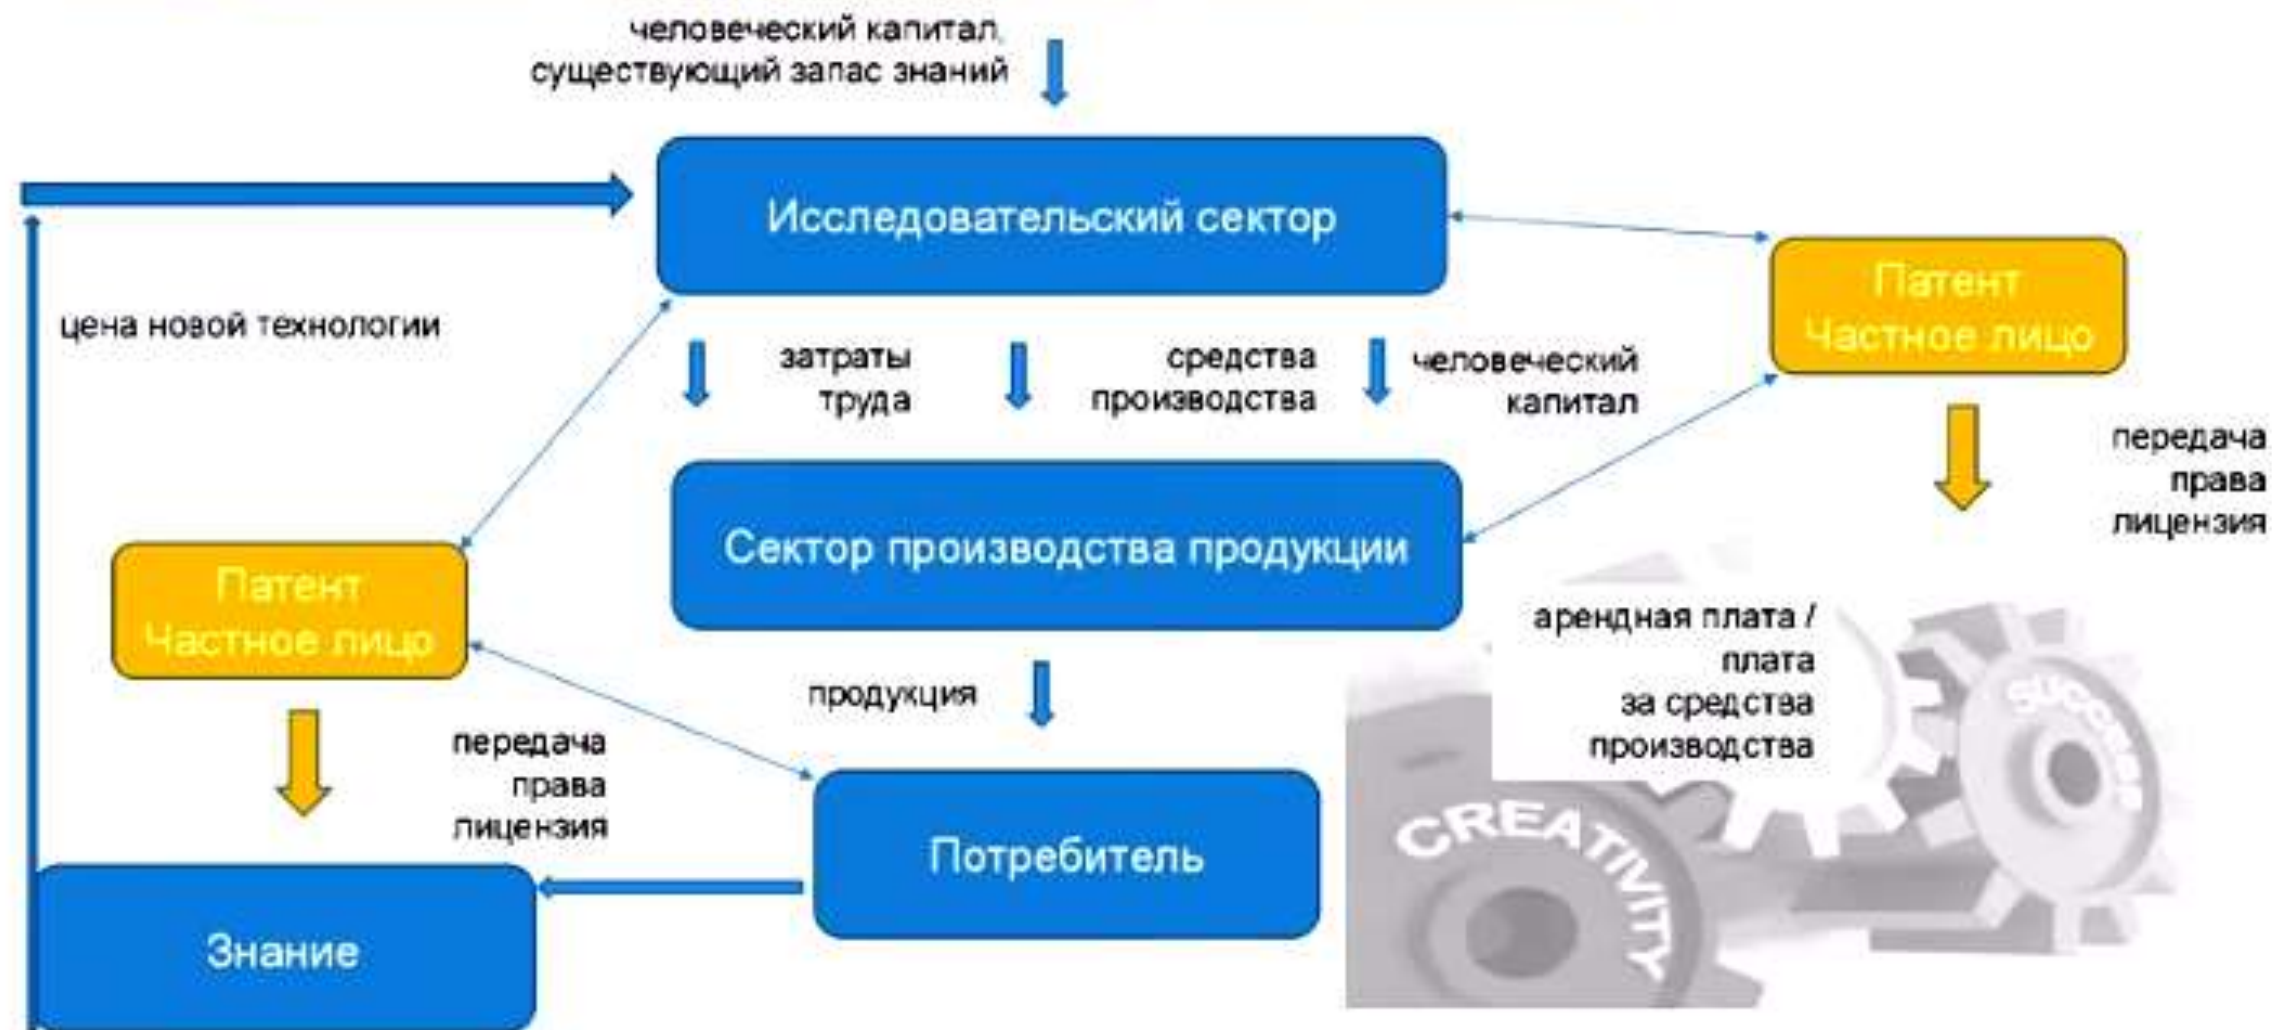 человеческий капитал,
существующий запас знаний
Исследовательский сектор
Патент
Частное лицо
цена новой технологии
затраты
труда
средства
производства
человеческий
капитал
передача
права
лицензия
Сектор производства продукции
Патент
Частное лицо
арендная плата /
плата
за средства
производства
продукция
передача
права
лицензия
Потребитель
Знание
SUCCESS
CREATIVITY